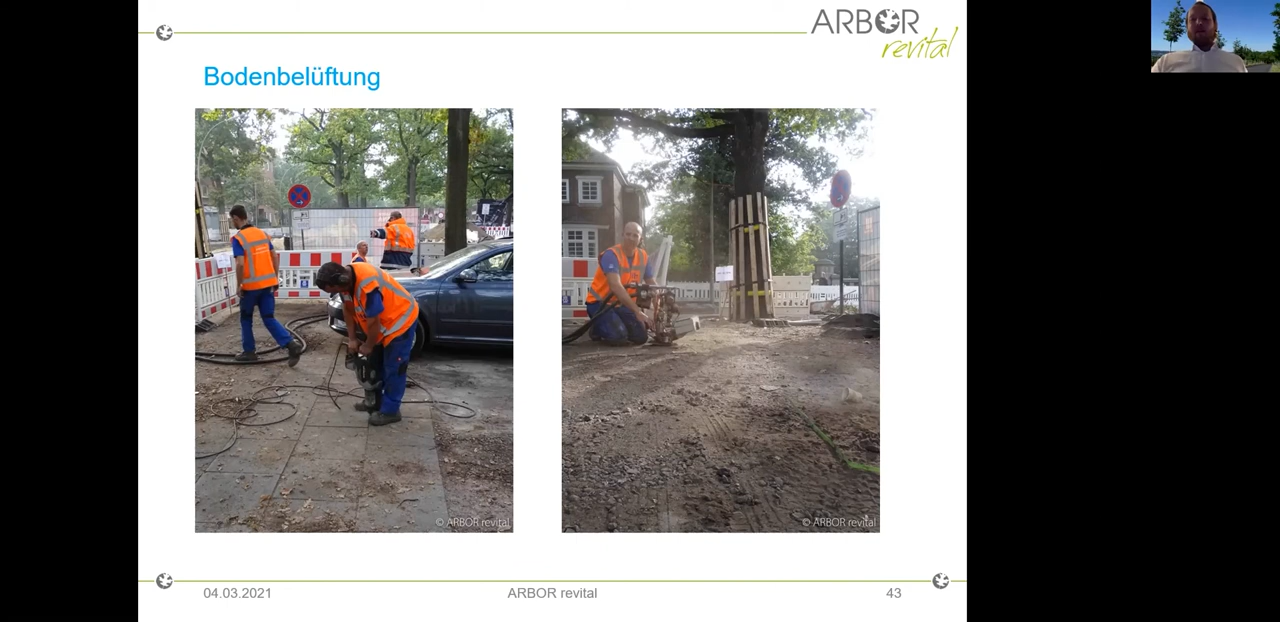 ARBOR
revital
Bodenbelüftung
© ARBOR revital
© ARBOR revital
04.03.2021
ARBOR revital
43